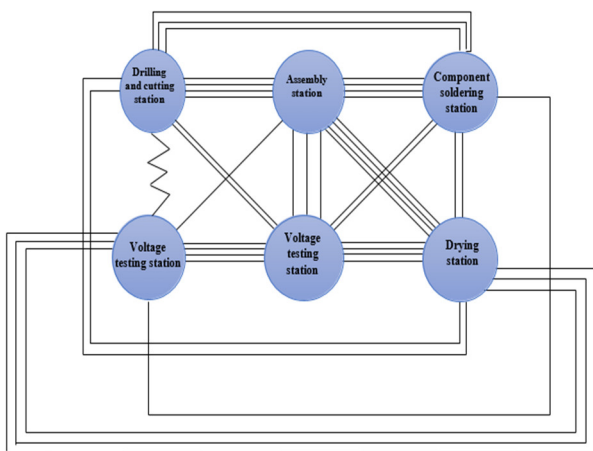 Drilling
and cutting
station
Assembly
station
Component
soldering
station
Voltage
testing station
Voltage
testing
station
Drying
station